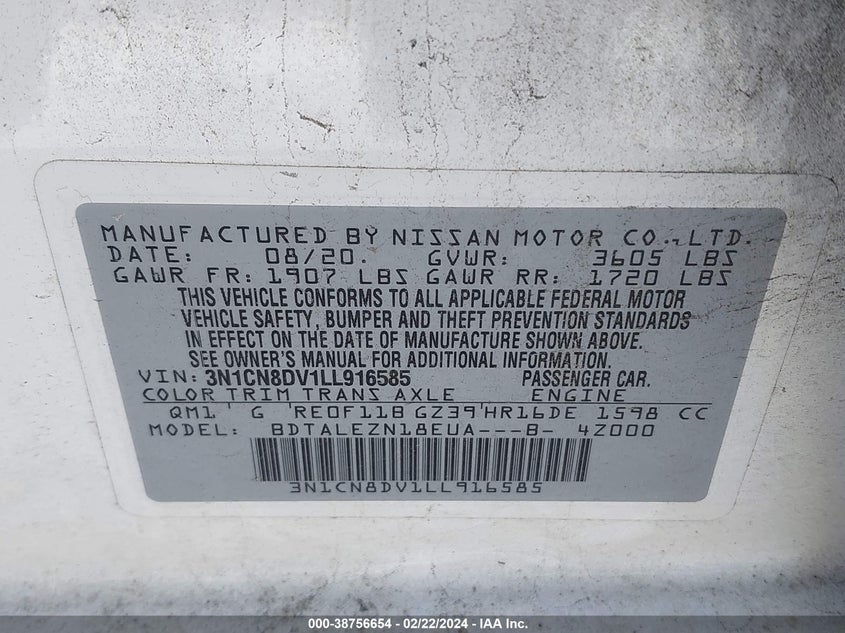 MANUFACTURED BY NISSAN MOTOR CO., LTD.
DATE: 08/20. GVWR: 3605 LBS
GAWR FR: 1907 LBS GAWR RR: 1720 LBS
THIS VEHICLE CONFORMS TO ALL APPLICABLE FEDERAL MOTOR
VEHICLE SAFETY, BUMPER AND THEFT PREVENTION STANDARDS
IN EFFECT ON THE DATE OF MANUFACTURE SHOWN ABOVE.
SEE OWNER'S MANUAL FOR ADDITIONAL INFORMATION.
VIN: 3N1CN8DV1LL916585 PASSENGER CAR.
COLOR TRIM TRANS AXLE ENGINE
QM1 G RE0F11B GZ39 HR16DE 1598 CC
MODEL: BDTALEZN18EUA---B- 4Z000
3N1CN8DV1LL916585
000-38756654 - 02/22/2024 - IAA Inc.